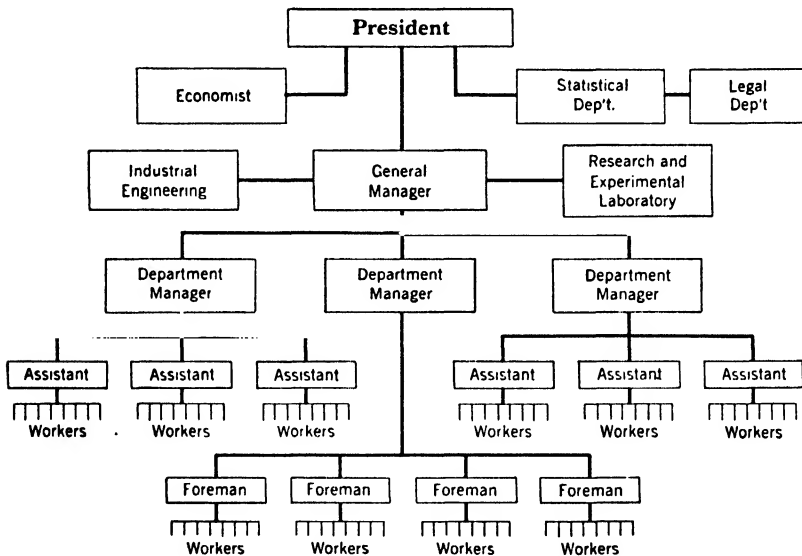 President
Economist
Statistical
Dep't.
Legal
Dep't
Industrial
Engineering
General
Manager
Research and
Experimental
Laboratory
Department
Manager
Department
Manager
Department
Manager
Assistant
Assistant
Assistant
Assistant
Assistant
Assistant
Workers
Workers
Workers
Workers
Workers
Workers
Foreman
Foreman
Foreman
Foreman
Workers
Workers
Workers
Workers